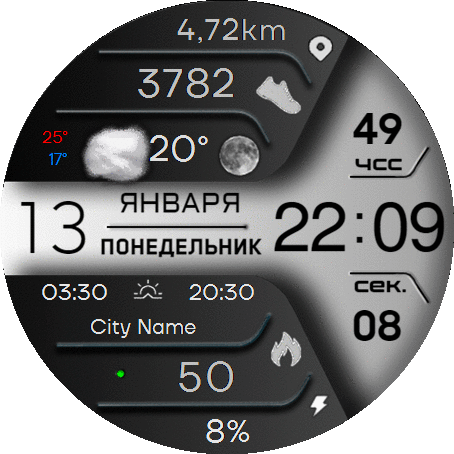 4,72km
3782
25°
17°
20°
49
ЧСС
13
ЯНВАРЯ
ПОНЕДЕЛЬНИК
22:09
03:30
20:30
City Name
сек.
08
50
8%